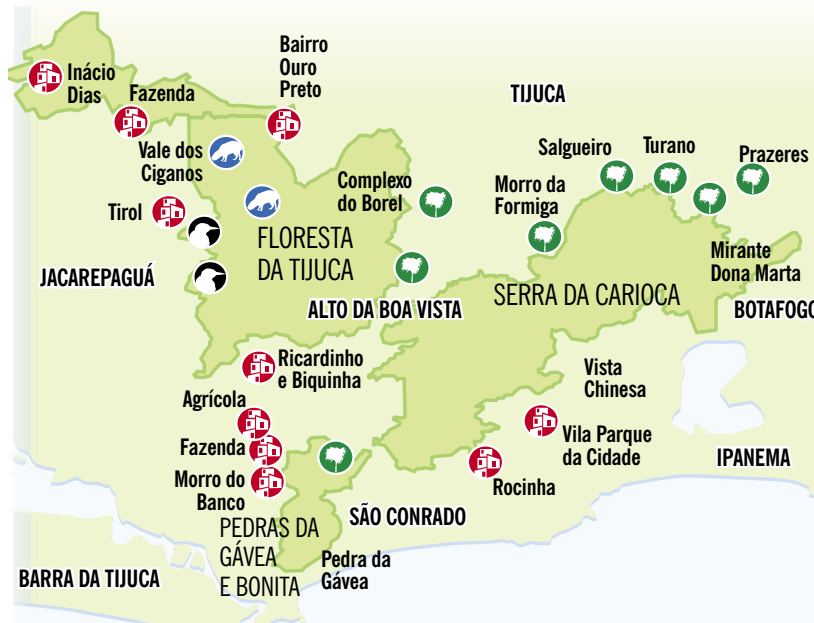 Inácio
Dias
Fazenda
Bairro
Ouro
Preto
TIJUCA
Vale dos
Ciganos
Tirol
Complexo
do Borel
Salgueiro
Turano
Prazeres
Morro da
Formiga
FLORESTA
DA TIJUCA
JACAREPAGUÁ
ALTO DA BOA VISTA
SERRA DA CARIOCA
Mirante
Dona Marta
BOTAFOGO
Ricardinho
e Biquinha
Agrícola
Fazenda
Morro do
Banco
Vista
Chinesa
Vila Parque
da Cidade
Rocinha
IPANEMA
SÃO CONRADO
PEDRAS DA
GÁVEA
E BONITA
Pedra da
Gávea
BARRA DA TIJUCA